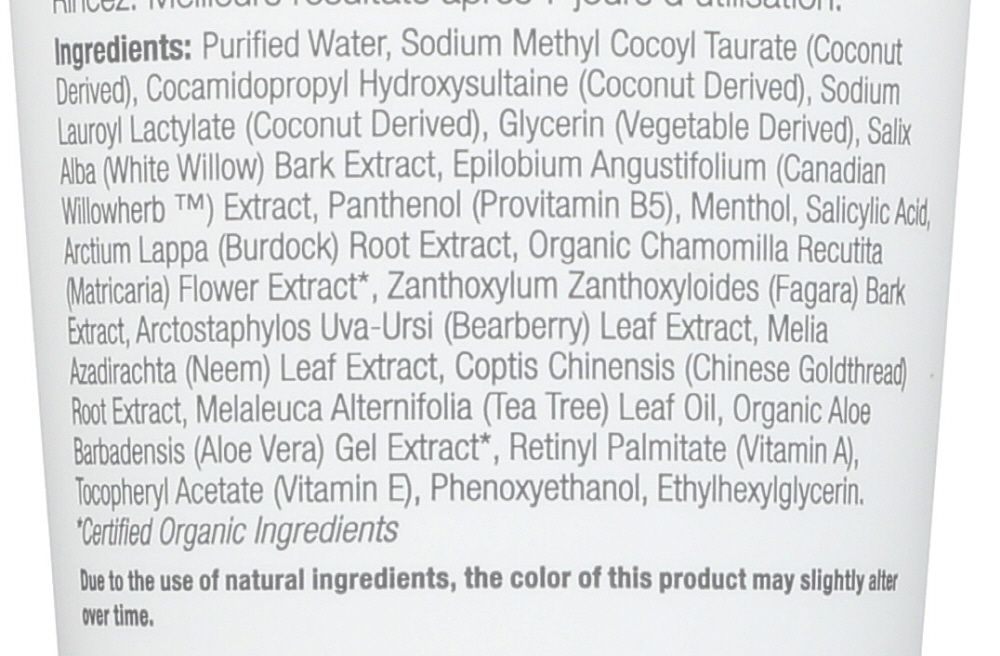 Rincez. Meilleurs résultats après 7 jours d'utilisation.
Ingredients: Purified Water, Sodium Methyl Cocoyl Taurate (Coconut
Derived), Cocamidopropyl Hydroxysultaine (Coconut Derived), Sodium
Lauroyl Lactylate (Coconut Derived), Glycerin (Vegetable Derived), Salix
Alba (White Willow) Bark Extract, Epilobium Angustifolium (Canadian
Willowherb ™) Extract, Panthenol (Provitamin B5), Menthol, Salicylic Acid,
Arctium Lappa (Burdock) Root Extract, Organic Chamomilla Recutita
(Matricaria) Flower Extract*, Zanthoxylum Zanthoxyloides (Fagara) Bark
Extract, Arctostaphylos Uva-Ursi (Bearberry) Leaf Extract, Melia
Azadirachta (Neem) Leaf Extract, Coptis Chinensis (Chinese Goldthread)
Root Extract, Melaleuca Alternifolia (Tea Tree) Leaf Oil, Organic Aloe
Barbadensis (Aloe Vera) Gel Extract*, Retinyl Palmitate (Vitamin A),
Tocopheryl Acetate (Vitamin E), Phenoxyethanol, Ethylhexylglycerin.
*Certified Organic Ingredients
Due to the use of natural ingredients, the color of this product may slightly alter
over time.